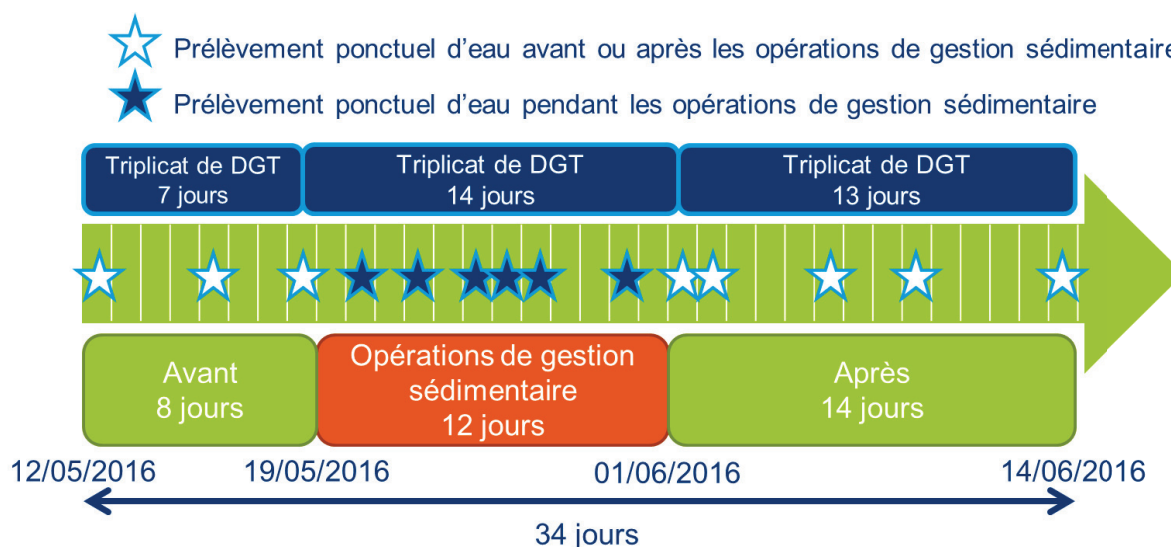 Prélèvement ponctuel d'eau avant ou après les opérations de gestion sédimentaire
Prélèvement ponctuel d'eau pendant les opérations de gestion sédimentaire
Triplicat de DGT
7 jours
Triplicat de DGT
14 jours
Triplicat de DGT
13 jours
Avant
8 jours
Opérations de gestion
sédimentaire
12 jours
Après
14 jours
12/05/2016
19/05/2016
01/06/2016
14/06/2016
34 jours